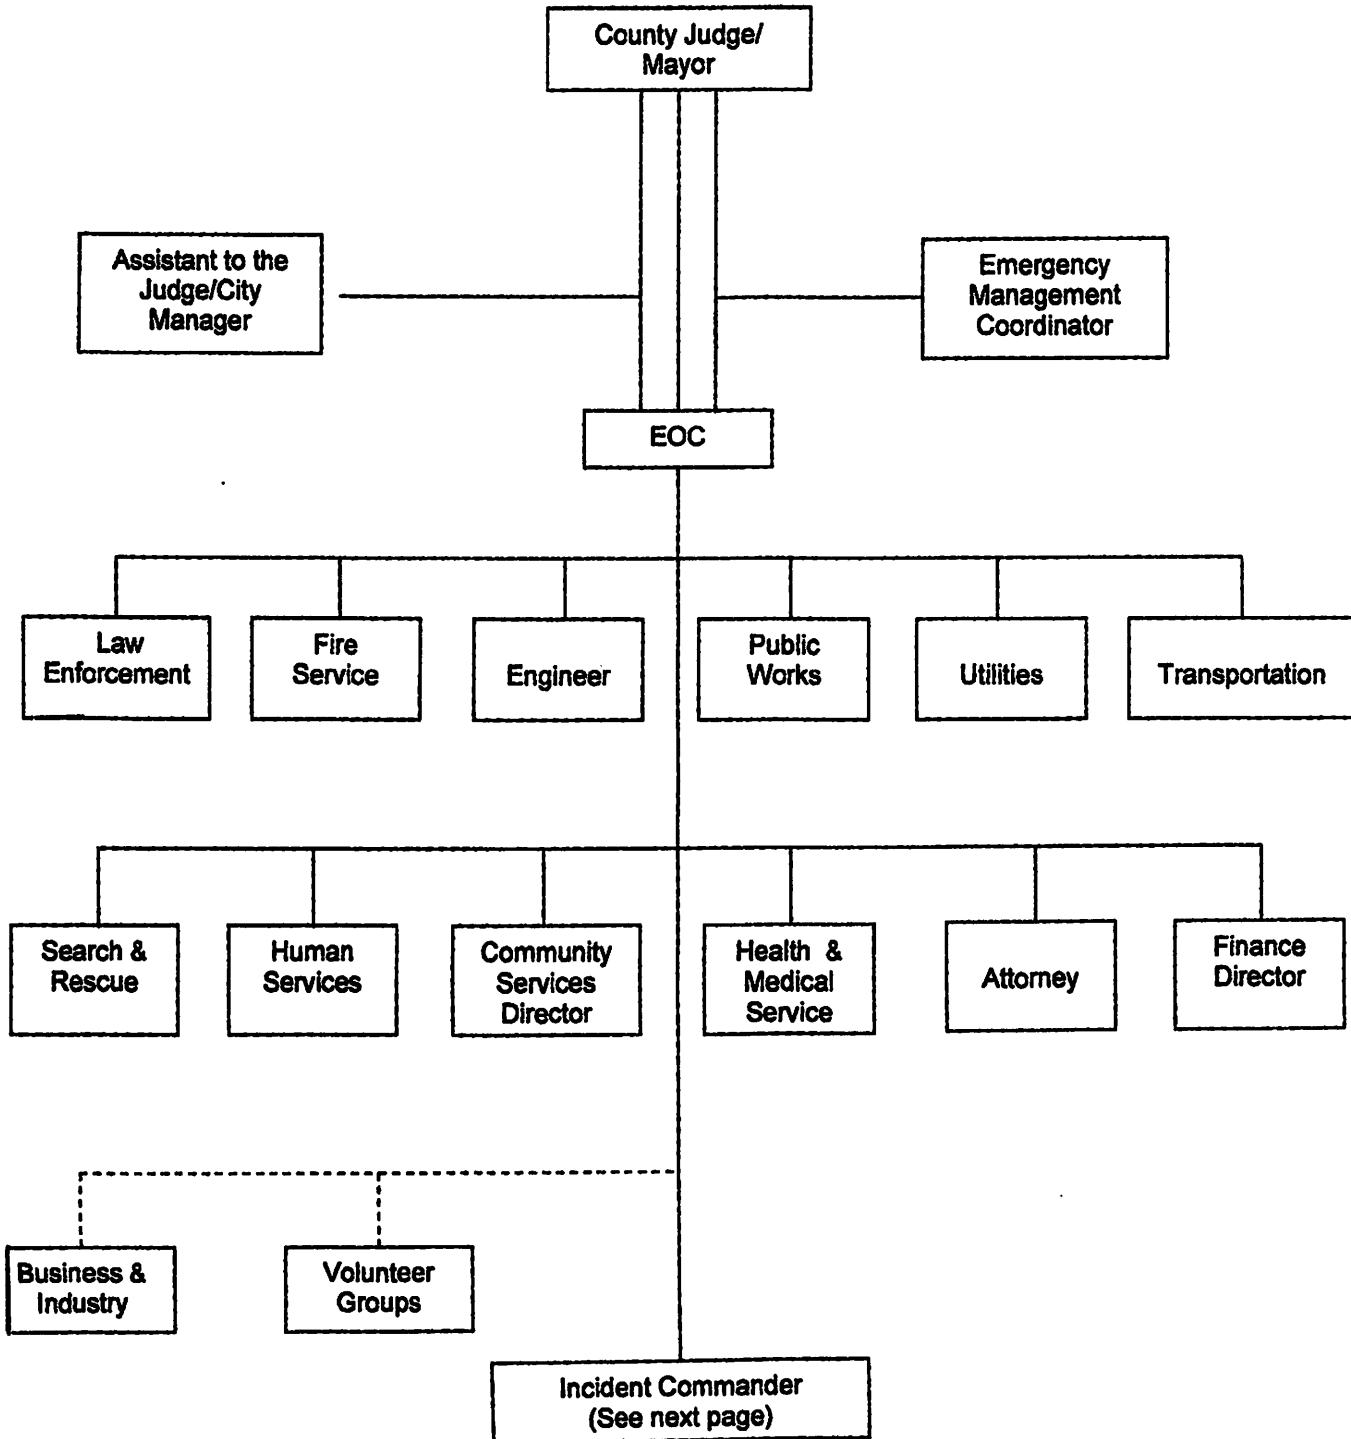 County Judge/
Mayor
Assistant to the
Judge/City
Manager
Emergency
Management
Coordinator
EOC
Law
Enforcement
Fire
Service
Engineer
Public
Works
Utilities
Transportation
Search &
Rescue
Human
Services
Community
Services
Director
Health &
Medical
Service
Attorney
Finance
Director
Business &
Industry
Volunteer
Groups
Incident Commander
(See next page)